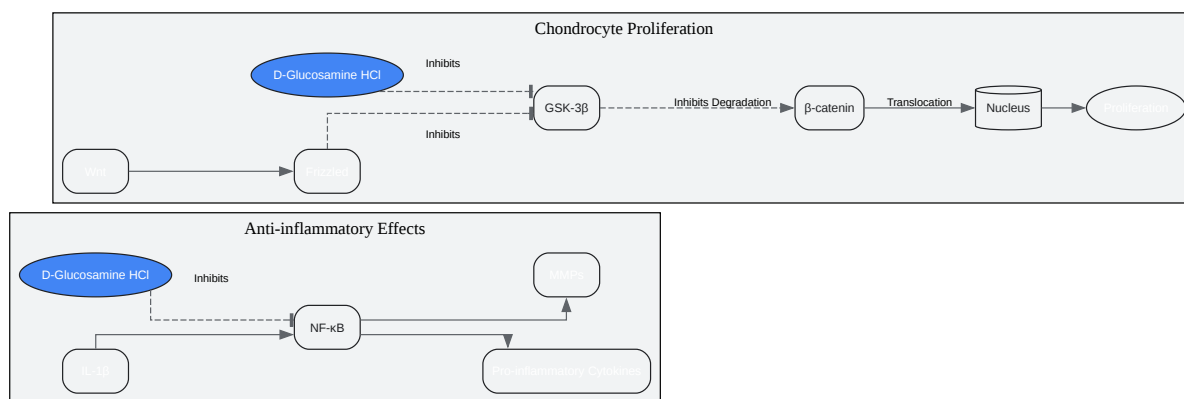 Chondrocyte Proliferation
D-Glucosamine HCl
Inhibits
GSK-3β
Inhibits Degradation
β-catenin
Translocation
Nucleus
Proliferation
Inhibits
Wnt
Frizzled
Anti-inflammatory Effects
D-Glucosamine HCl
Inhibits
MMPs
NF-κB
IL-1β
Pro-inflammatory Cytokines